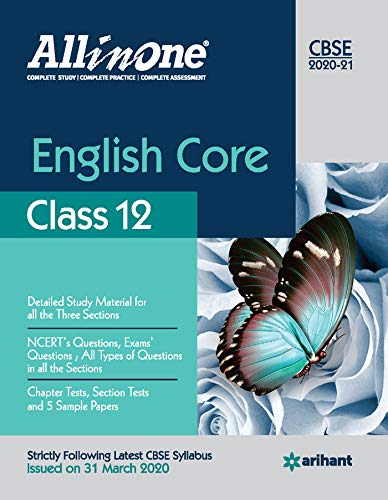 All in One®
COMPLETE STUDY | COMPLETE PRACTICE | COMPLETE ASSESSMENT
CBSE
2020-21
English Core
Class 12
Detailed Study Material for
all the Three Sections
NCERT's Questions, Exams'
Questions ; All Types of Questions
in all the Sections
Chapter Tests, Section Tests
and 5 Sample Papers
Strictly Following Latest CBSE Syllabus
Issued on 31 March 2020
arihant